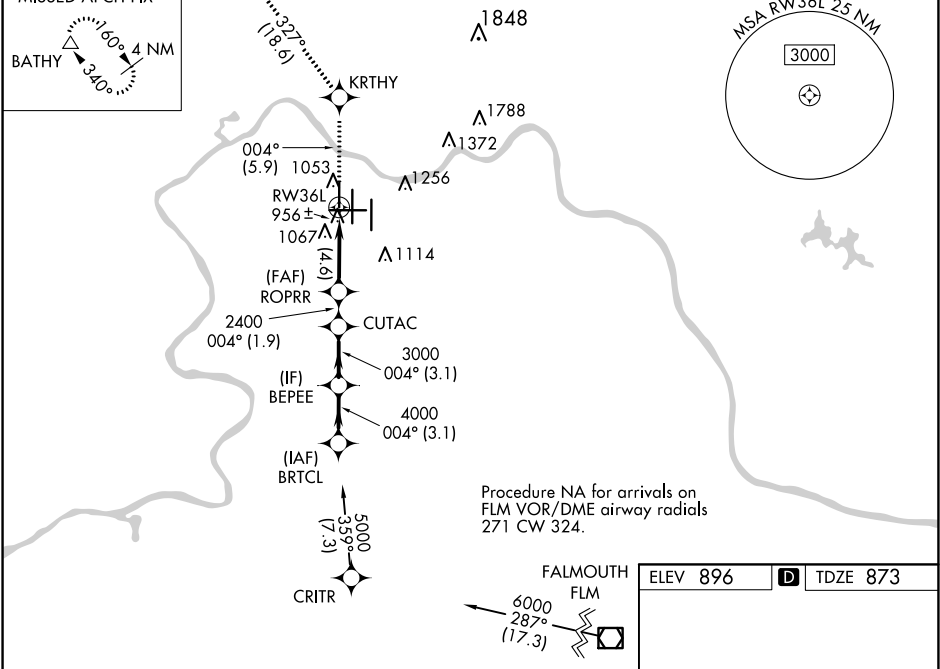 MISSED APCH FIX
BATHY
160°
4 NM
340°
327°
(18.6)
1848
MSA RW36L 25 NM
3000
KRTHY
1788
1372
004°
(5.9)
1053
1256
RW36L
956±
1067
(4.6)
1114
(FAF)
ROPRR
2400
004° (1.9)
CUTAC
3000
004° (3.1)
(IF)
BEPEE
4000
004° (3.1)
(IAF)
BRTCL
5000
359°
(7.3)
CRITR
Procedure NA for arrivals on
FLM VOR/DME airway radials
271 CW 324.
FALMOUTH
FLM
6000
287°
(17.3)
ELEV 896
D
TDZE 873